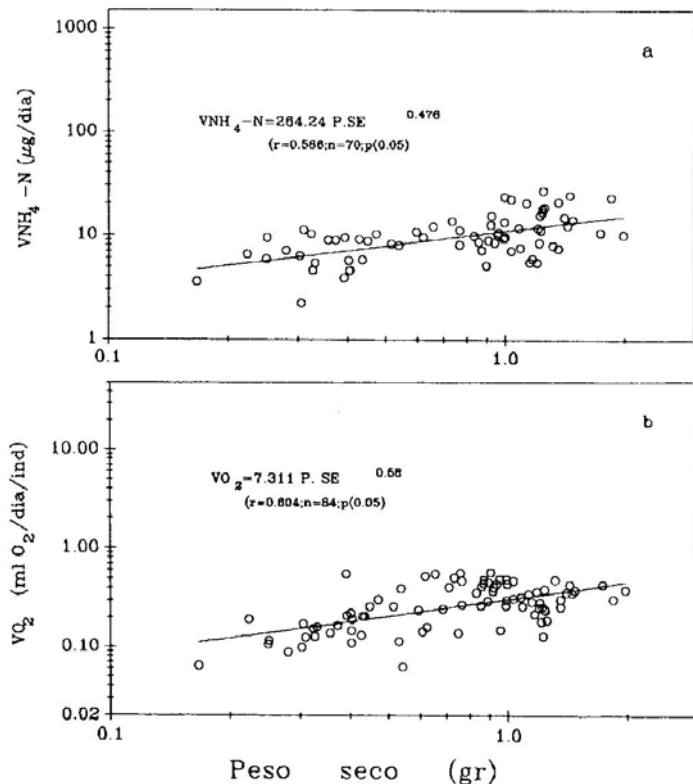 1000
a
VNH4-N=264.24 P.SE 0.476
(r=0.586;n=70;p(0.05)
100
10
1
VNH4 -N (μg/dia)
0.1
1.0
b
10.00
VO2=7.311 P. SE 0.56
(r=0.604;n=84;p(0.05)
1.00
0.10
0.02
VO2 (ml O2/dia/ind)
0.1
1.0
Peso seco (gr)